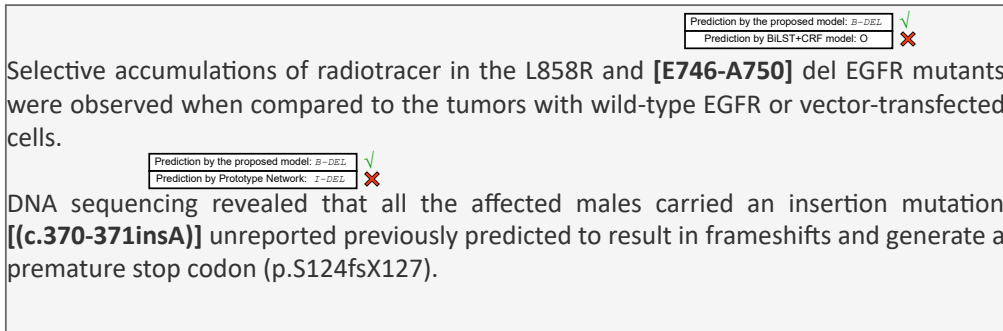 Prediction by the proposed model: B-DEL √
Prediction by BiLST+CRF model: O ✘
Selective accumulations of radiotracer in the L858R and [E746-A750] del EGFR mutants
were observed when compared to the tumors with wild-type EGFR or vector-transfected
cells.
Prediction by the proposed model: B-DEL √
Prediction by Prototype Network: I-DEL ✘
DNA sequencing revealed that all the affected males carried an insertion mutation
[(c.370-371insA)] unreported previously predicted to result in frameshifts and generate a
premature stop codon (p.S124fsX127).